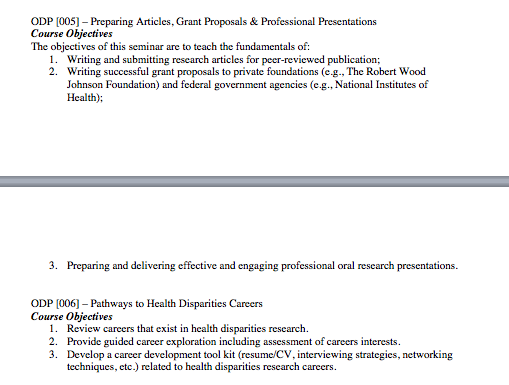 ODP [005] – Preparing Articles, Grant Proposals & Professional Presentations
Course Objectives
The objectives of this seminar are to teach the fundamentals of:
1. Writing and submitting research articles for peer-reviewed publication;
2. Writing successful grant proposals to private foundations (e.g., The Robert Wood
Johnson Foundation) and federal government agencies (e.g., National Institutes of
Health);
3. Preparing and delivering effective and engaging professional oral research presentations.
ODP [006] – Pathways to Health Disparities Careers
Course Objectives
1. Review careers that exist in health disparities research.
2. Provide guided career exploration including assessment of careers interests.
3. Develop a career development tool kit (resume/CV, interviewing strategies, networking
techniques, etc.) related to health disparities research careers.